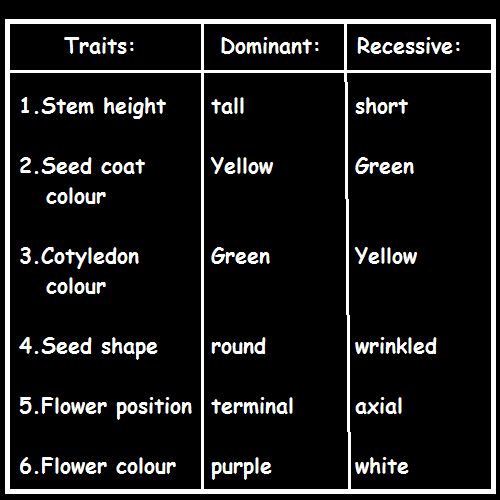 Traits: Dominant: Recessive:
1.Stem height tall short
2.Seed coat Yellow Green
colour
3.Cotyledon Green Yellow
colour
4.Seed shape round wrinkled
5.Flower position terminal axial
6.Flower colour purple white